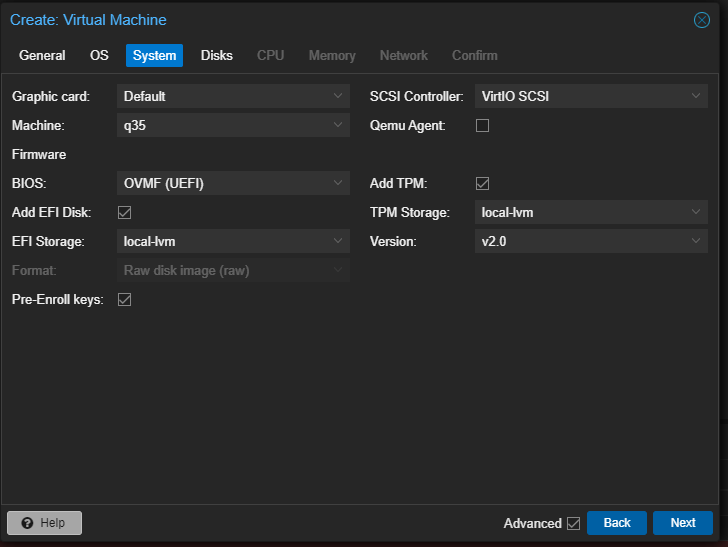 Create: Virtual Machine
General OS System Disks CPU Memory Network Confirm
Graphic card: Default SCSI Controller: VirtIO SCSI
Machine: q35 Qemu Agent:
Firmware
BIOS: OVMF (UEFI) Add TPM:
Add EFI Disk: TPM Storage: local-lvm
EFI Storage: local-lvm Version: v2.0
Format: Raw disk image (raw)
Pre-Enroll keys:
? Help Advanced Back Next